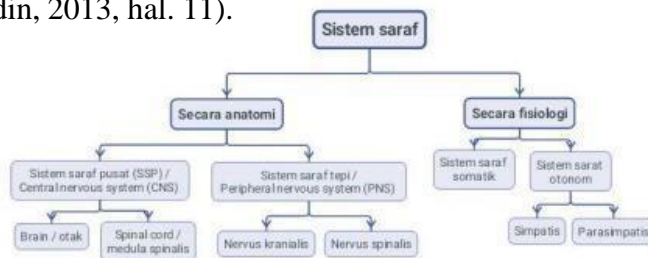 din, 2013, hal. 11).
Sistem saraf
Secara anatomi
Secara fisiologi
Sistem saraf pusat (SSP) /
Central nervous system (CNS)
Sistem saraf tepi /
Peripheral nervous system (PNS)
Sistem saraf
somatik
Sistem sarat
otonom
Brain / otak
Spinal cord /
medula spinalis
Nervus kranialis
Nervus spinalis
Simpatis
Parasimpatis